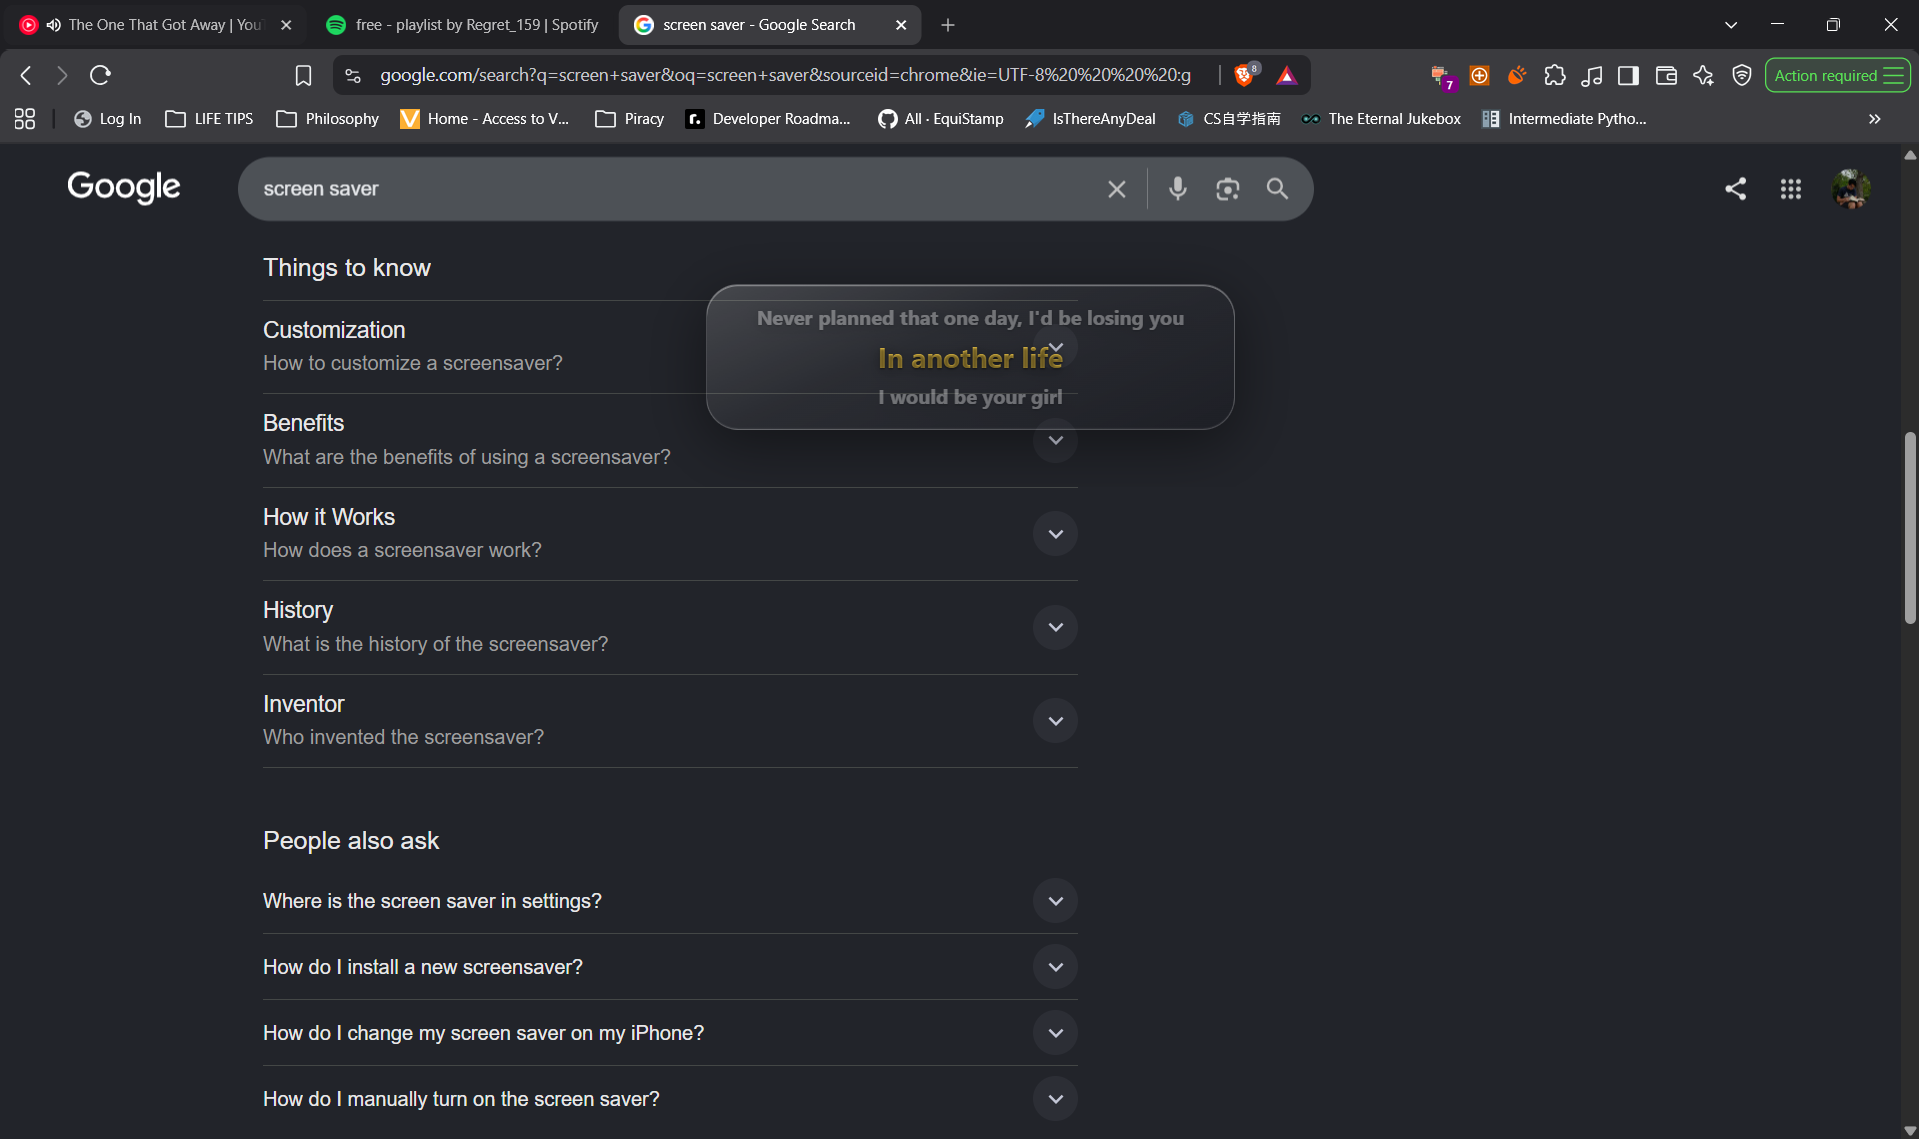 The One That Got Away | You
free - playlist by Regret_159 | Spotify
screen saver - Google Search
google.com/search?q=screen+saver&oq=screen+saver&sourceid=chrome&ie=UTF-8%20%20%20%20%20:g
8
7
Action required
Log In
LIFE TIPS
Philosophy
Home - Access to V...
Piracy
r.
Developer Roadma...
All · EquiStamp
IsThereAnyDeal
CS自学指南
The Eternal Jukebox
Intermediate Pytho...
Google
screen saver
Things to know
Never planned that one day, I'd be losing you
In another life
I would be your girl
Customization
How to customize a screensaver?
Benefits
What are the benefits of using a screensaver?
How it Works
How does a screensaver work?
History
What is the history of the screensaver?
Inventor
Who invented the screensaver?
People also ask
Where is the screen saver in settings?
How do I install a new screensaver?
How do I change my screen saver on my iPhone?
How do I manually turn on the screen saver?